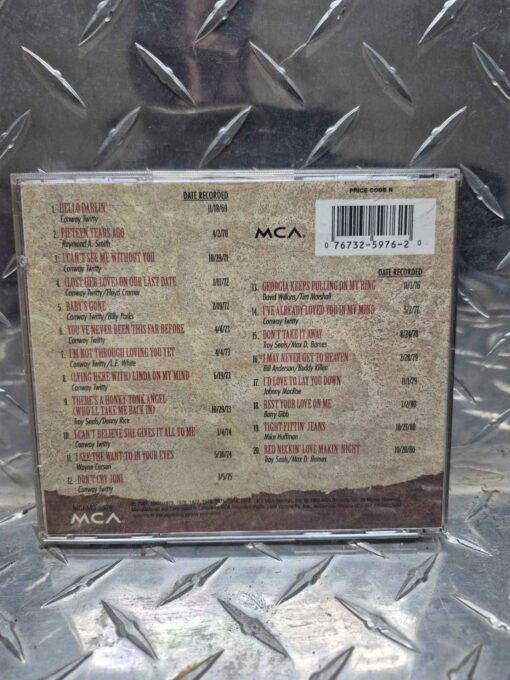 DATE RECORDED
1. HELLO DARLIN' 11/18/69
Conway Twitty
2. FIFTEEN YEARS AGO 4/2/70
Raymond A. Smith
3. I CAN'T SEE ME WITHOUT YOU 10/29/71
Conway Twitty
4. (LOST HER LOVE) ON OUR LAST DATE
Conway Twitty/Floyd Cramer
5. BABY'S GONE
Conway Twitty/Billy Parks
6. YOU'VE NEVER BEEN THIS FAR BEFORE 4/4/73
Conway Twitty
7. I'M NOT THROUGH LOVING YOU YET 4/4/73
Conway Twitty/L.E. White
8. (LYING HERE WITH) LINDA ON MY MIND 6/19/73
Conway Twitty
9. THERE'S A HONKY TONK ANGEL
(WHO'LL TAKE ME BACK IN) 10/29/73
Troy Seals/Denny Rice
10. I CAN'T BELIEVE SHE GIVES IT ALL TO ME 1/4/74
Conway Twitty
11. I SEE THE WANT TO IN YOUR EYES 5/30/74
Wayne Carson
12. DON'T CRY JONI 3/5/75
Conway Twitty
MCA
PRICE CODE N
MCA
0 76732-5976-2 0
DATE RECORDED
13. GEORGIA KEEPS PULLING ON MY RING 11/3/76
David Wilkins/Tim Marshall
14. I'VE ALREADY LOVED YOU IN MY MIND 5/2/77
Conway Twitty
15. DON'T TAKE IT AWAY 8/24/78
Troy Seals/Max D. Barnes
16. I MAY NEVER GET TO HEAVEN 2/28/79
Bill Anderson/Buddy Killen
17. I'D LOVE TO LAY YOU DOWN 11/1/79
Johnny MacRae
18. REST YOUR LOVE ON ME 1/2/80
Barry Gibb
19. TIGHT FITTIN' JEANS 10/21/80
Mike Huffman
20. RED NECKIN' LOVE MAKIN' NIGHT 10/20/80
Troy Seals/Max D. Barnes